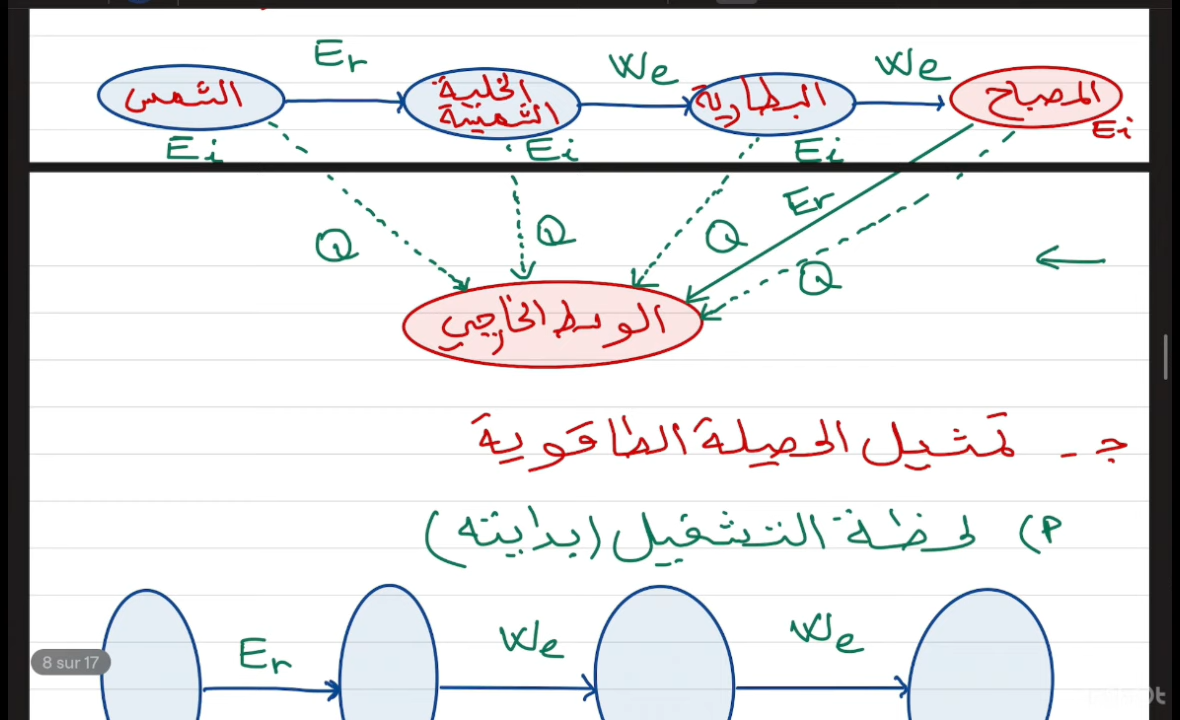 Er We We
الشمس الخلية الشمسية البطارية المصباح
Ei Ei Ei Ei
Q Q Q Er Q
الوسط الخارجي
ج - تمثيل الحصيلة الطاقوية
P) لحظة التشغيل (بدايته)
Er We We
8 sur 17